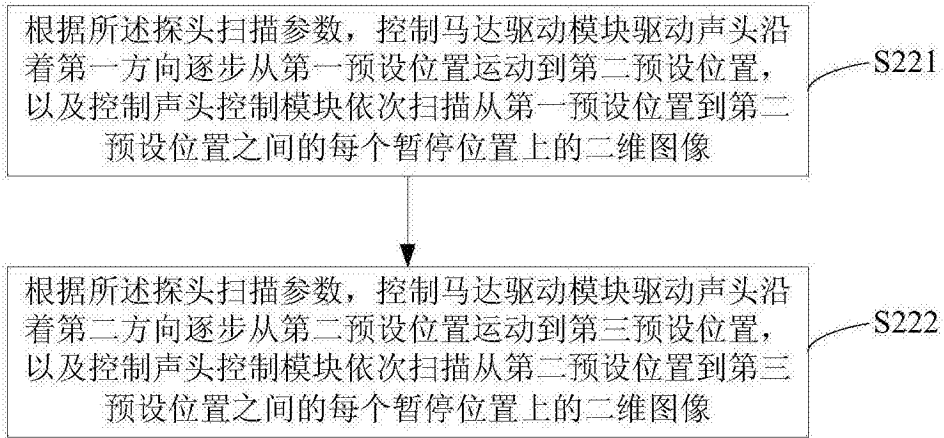 根据所述探头扫描参数，控制马达驱动模块驱动声头沿
着第一方向逐步从第一预设位置运动到第二预设位置，
以及控制声头控制模块依次扫描从第一预设位置到第二
预设位置之间的每个暂停位置上的二维图像
S221
根据所述探头扫描参数，控制马达驱动模块驱动声头沿
着第二方向逐步从第二预设位置运动到第三预设位置，
以及控制声头控制模块依次扫描从第二预设位置到第三
预设位置之间的每个暂停位置上的二维图像
S222